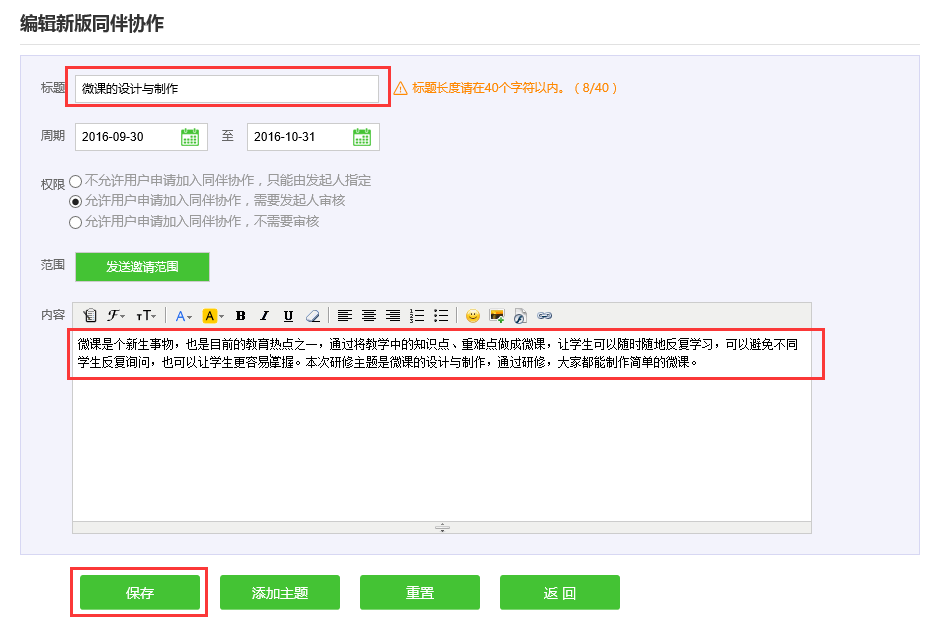 编辑新版同伴协作
标题 微课的设计与制作 标题长度请在40个字符以内。（8/40）
周期 2016-09-30 至 2016-10-31
权限 不允许用户申请加入同伴协作，只能由发起人指定
允许用户申请加入同伴协作，需要发起人审核
允许用户申请加入同伴协作，不需要审核
范围 发送邀请范围
内容
微课是个新生事物，也是目前的教育热点之一，通过将教学中的知识点、重难点做成微课，让学生可以随时随地反复学习，可以避免不同
学生反复询问，也可以让学生更容易掌握。本次研修主题是微课的设计与制作，通过研修，大家都能制作简单的微课。
保存 添加主题 重置 返 回